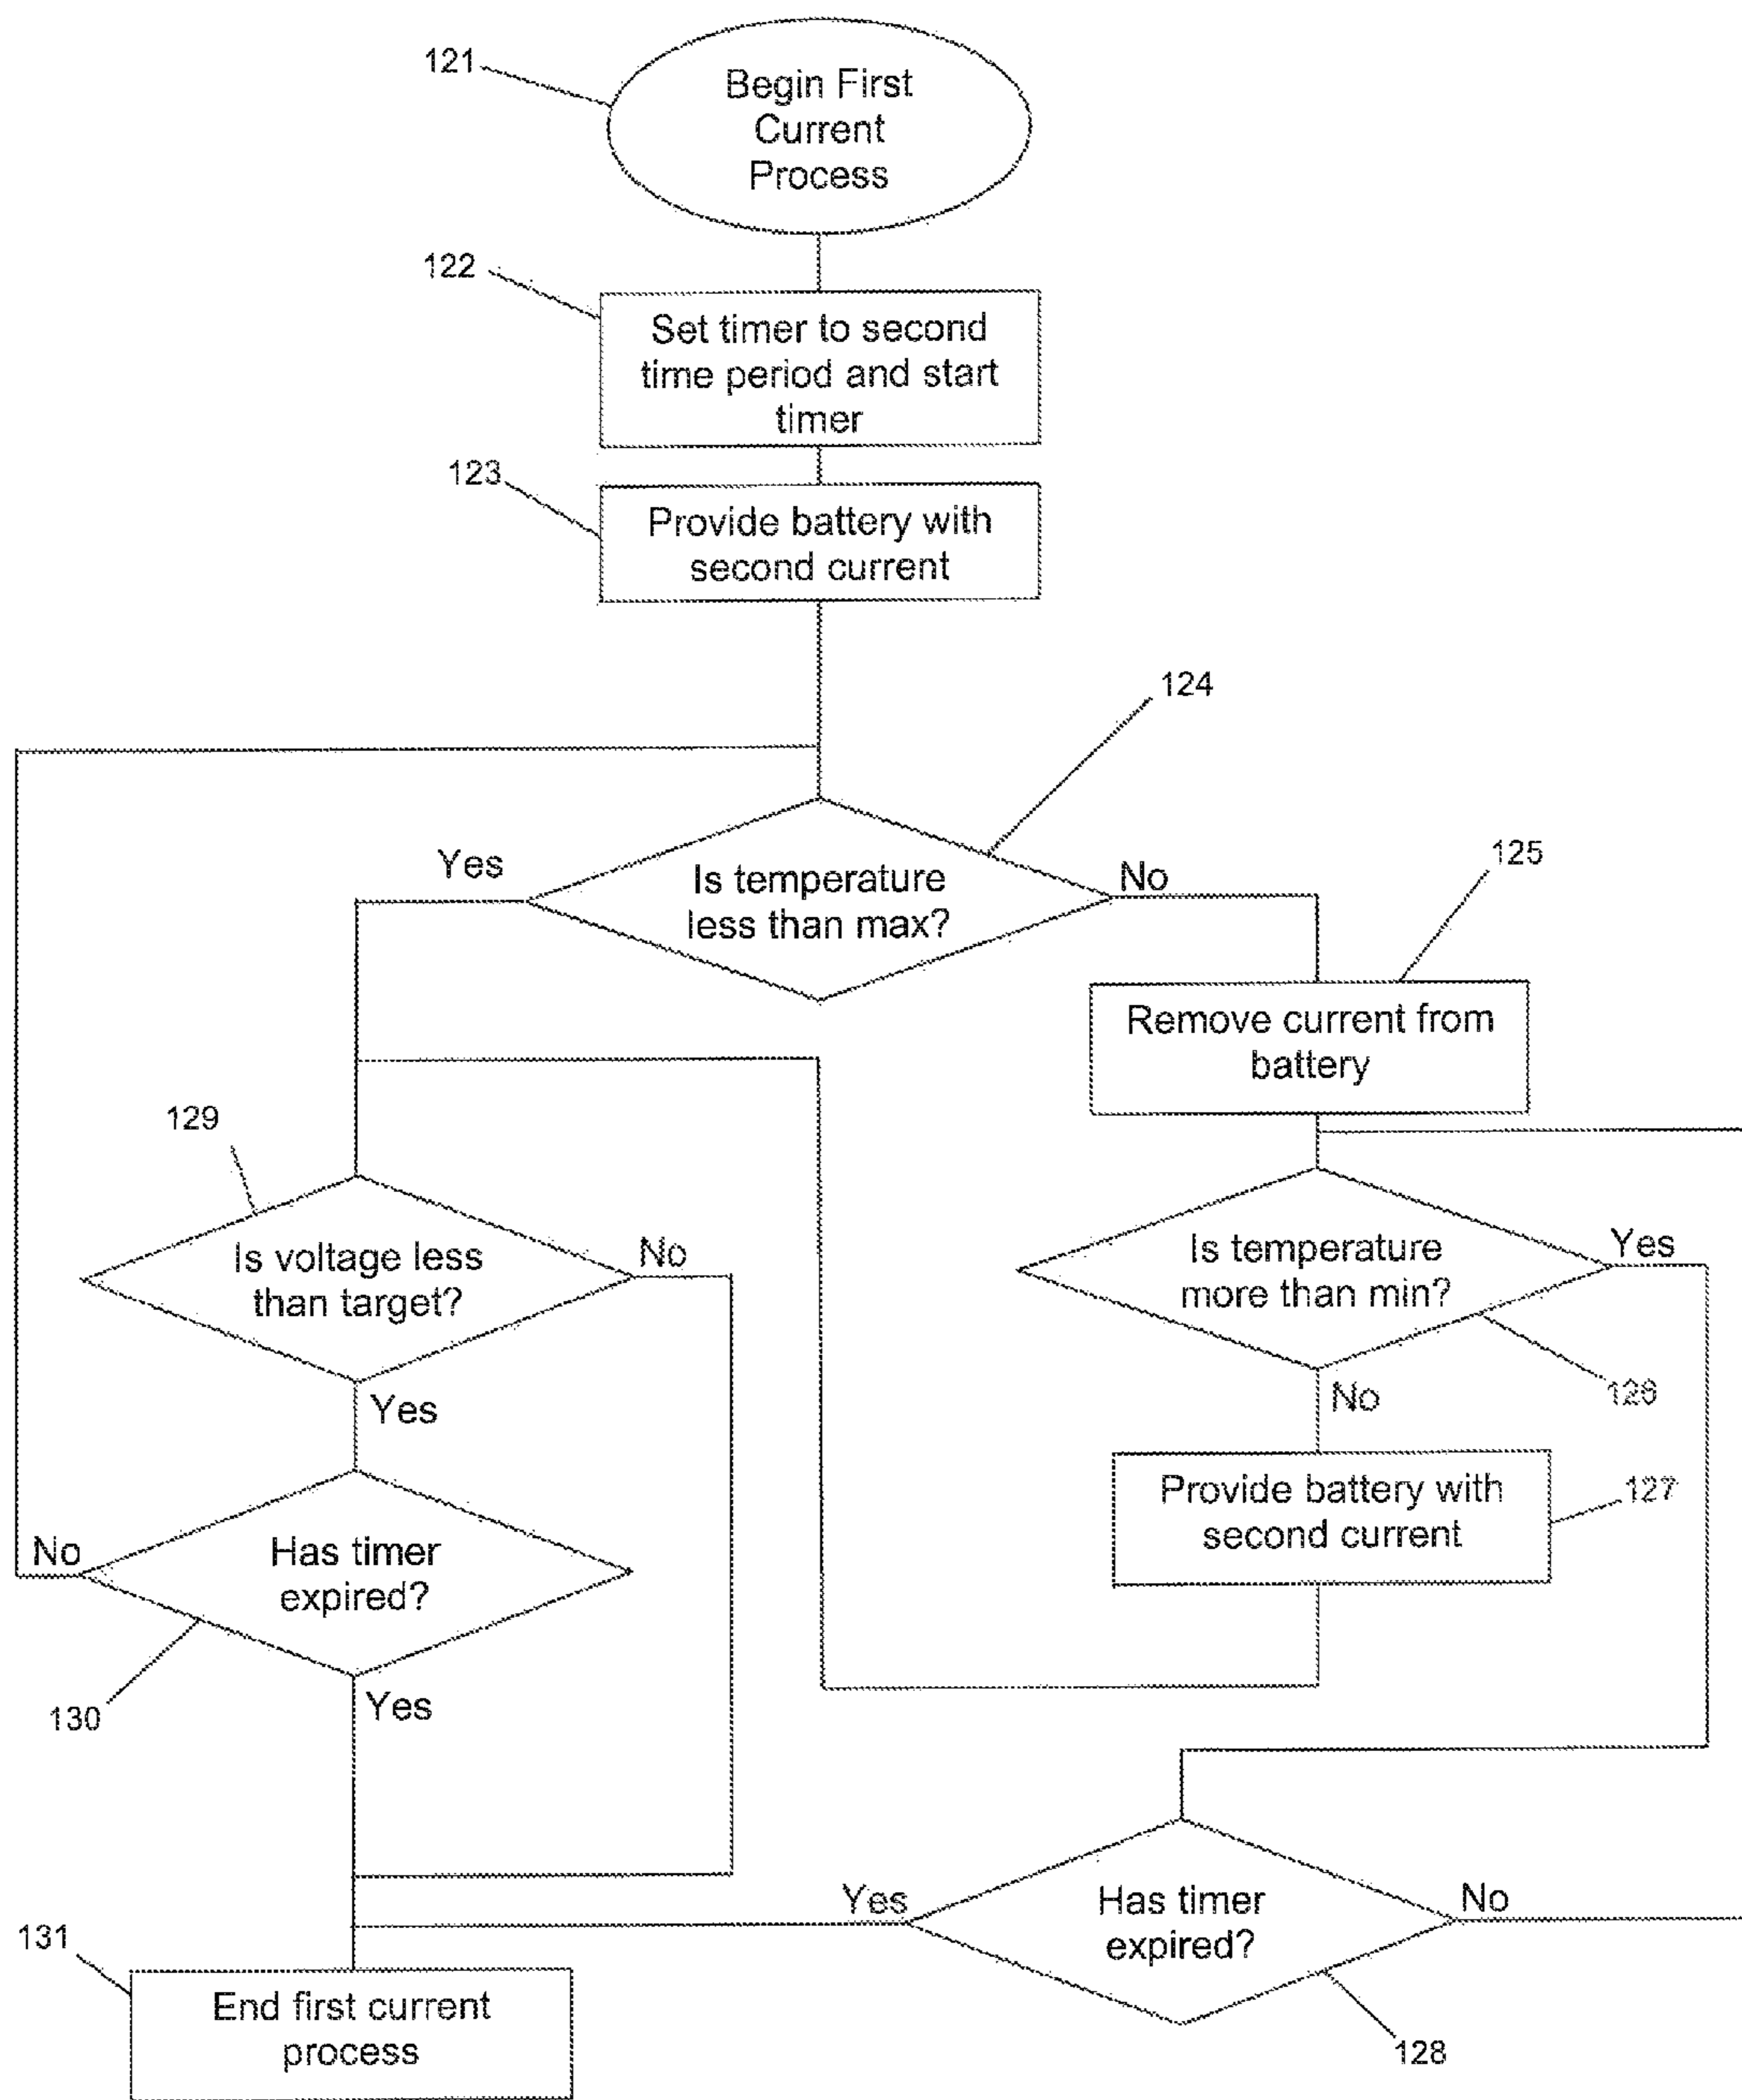 121
Begin First
Current
Process
122
Set timer to second
time period and start
timer
123
Provide battery with
second current
124
Yes
Is temperature
less than max?
No
125
Remove current from
battery
129
Is voltage less
than target?
No
Yes
Is temperature
more than min?
Yes
126
No
Provide battery with
second current
127
No
Has timer
expired?
130
Yes
Yes
Has timer
expired?
No
128
131
End first current
process